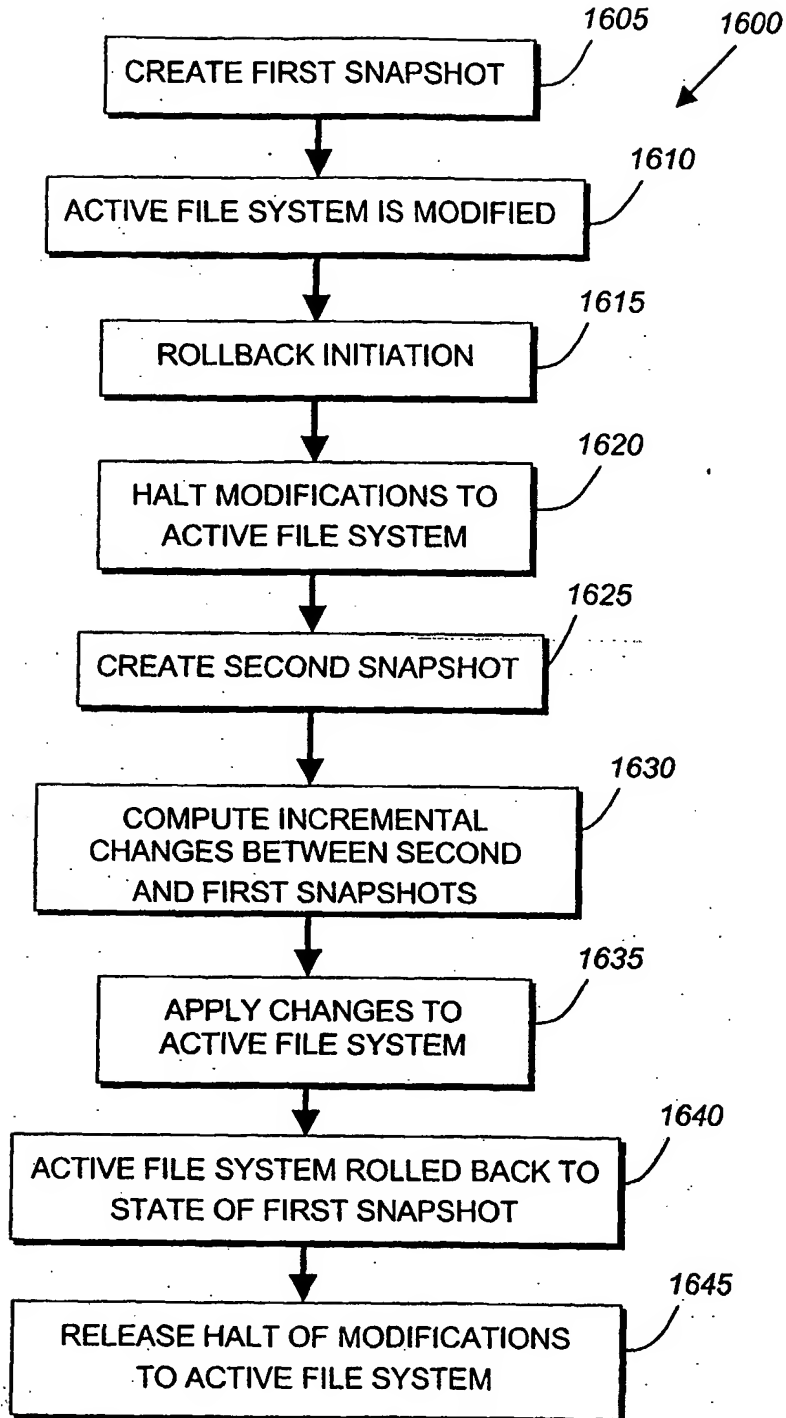 1605
1600
CREATE FIRST SNAPSHOT
1610
ACTIVE FILE SYSTEM IS MODIFIED
1615
ROLLBACK INITIATION
1620
HALT MODIFICATIONS TO
ACTIVE FILE SYSTEM
1625
CREATE SECOND SNAPSHOT
1630
COMPUTE INCREMENTAL
CHANGES BETWEEN SECOND
AND FIRST SNAPSHOTS
1635
APPLY CHANGES TO
ACTIVE FILE SYSTEM
1640
ACTIVE FILE SYSTEM ROLLED BACK TO
STATE OF FIRST SNAPSHOT
1645
RELEASE HALT OF MODIFICATIONS
TO ACTIVE FILE SYSTEM